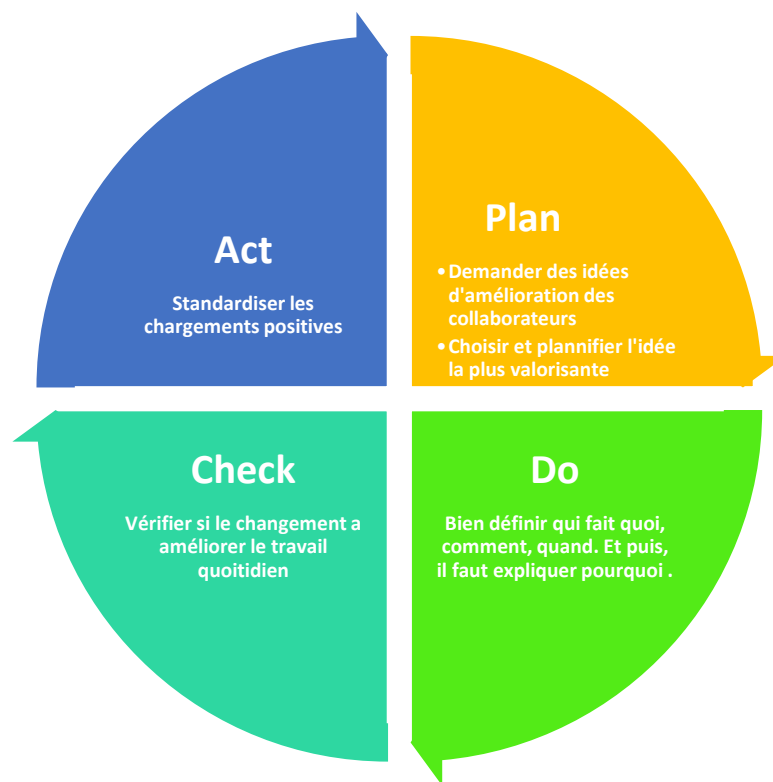 Plan
•Demander des idées
d'amélioration des
collaborateurs
•Choisir et plannifier l'idée
la plus valorisante
Do
Bien définir qui fait quoi,
comment, quand. Et puis,
il faut expliquer pourquoi .
Check
Vérifier si le changement a
améliorer le travail
quoitidien
Act
Standardiser les
chargements positives